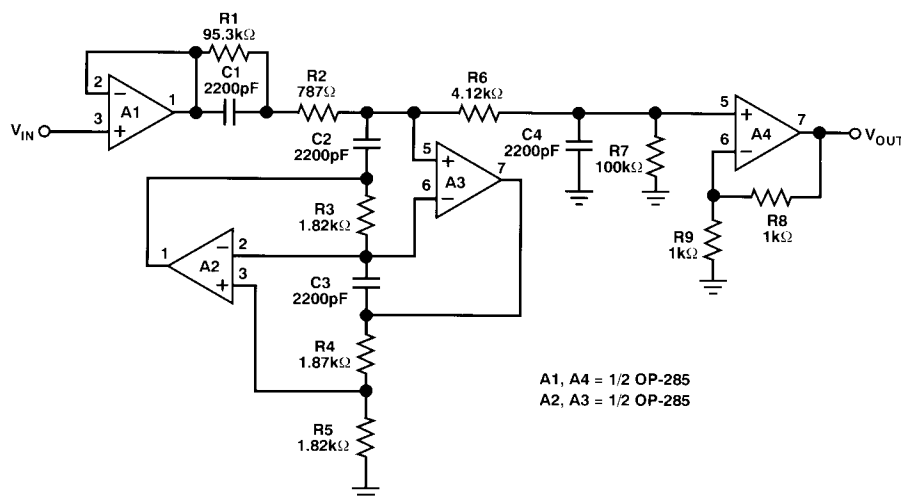 R1
95.3kΩ
C1
2200pF
R2
787Ω
R6
4.12kΩ
2
−
A1
1
3
+
V_IN
C2
2200pF
5
+
A3
7
6
−
C4
2200pF
R7
100kΩ
5
+
A4
7
6
−
V_OUT
R8
1kΩ
R9
1kΩ
R3
1.82kΩ
1
A2
−
2
+
3
C3
2200pF
R4
1.87kΩ
R5
1.82kΩ
A1, A4 = 1/2 OP-285
A2, A3 = 1/2 OP-285